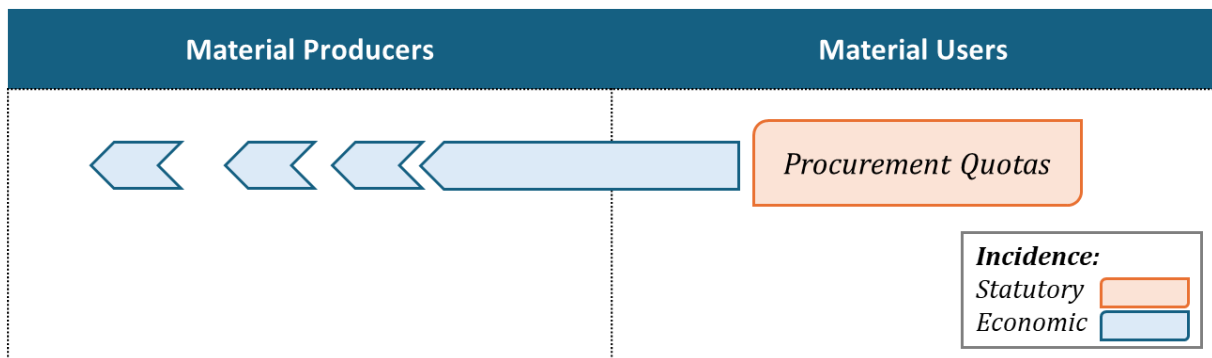 Material Producers
Material Users
Procurement Quotas
Incidence:
Statutory
Economic